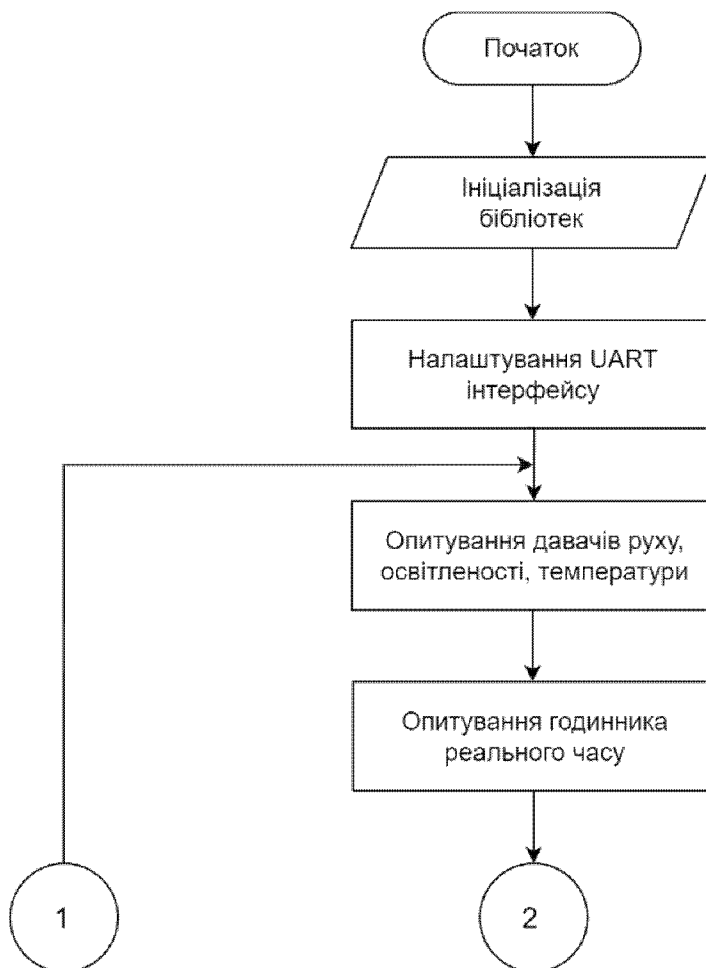 Початок
Ініціалізація
бібліотек
Налаштування UART
інтерфейсу
Опитування давачів руху,
освітленості, температури
Опитування годинника
реального часу
1
2